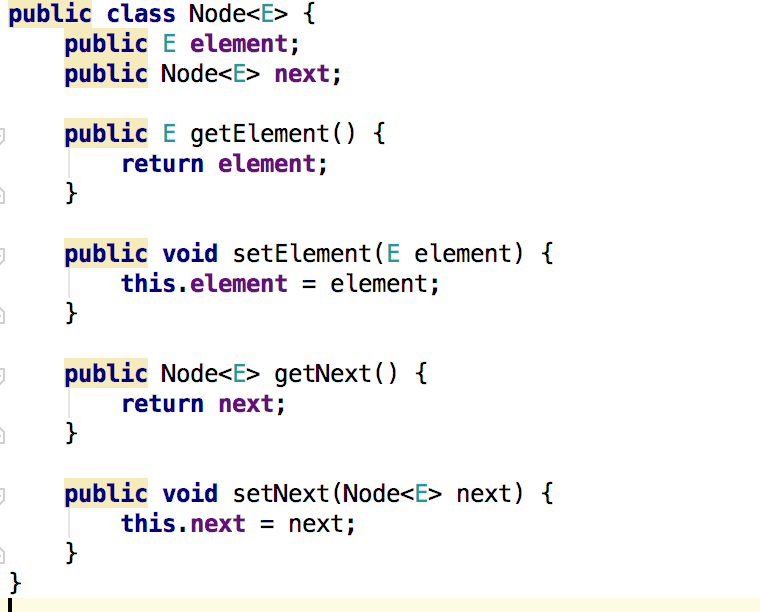 public class Node<E> {
    public E element;
    public Node<E> next;

    public E getElement() {
        return element;
    }

    public void setElement(E element) {
        this.element = element;
    }

    public Node<E> getNext() {
        return next;
    }

    public void setNext(Node<E> next) {
        this.next = next;
    }
}